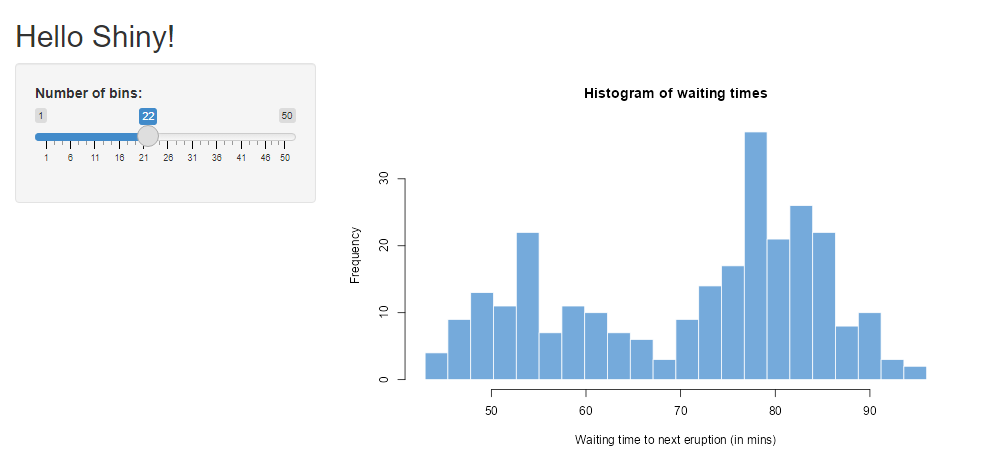 Hello Shiny!
Number of bins:
1 22 50
1 6 11 16 21 26 31 36 41 46 50
Histogram of waiting times
Frequency
30
20
10
0
50 60 70 80 90
Waiting time to next eruption (in mins)